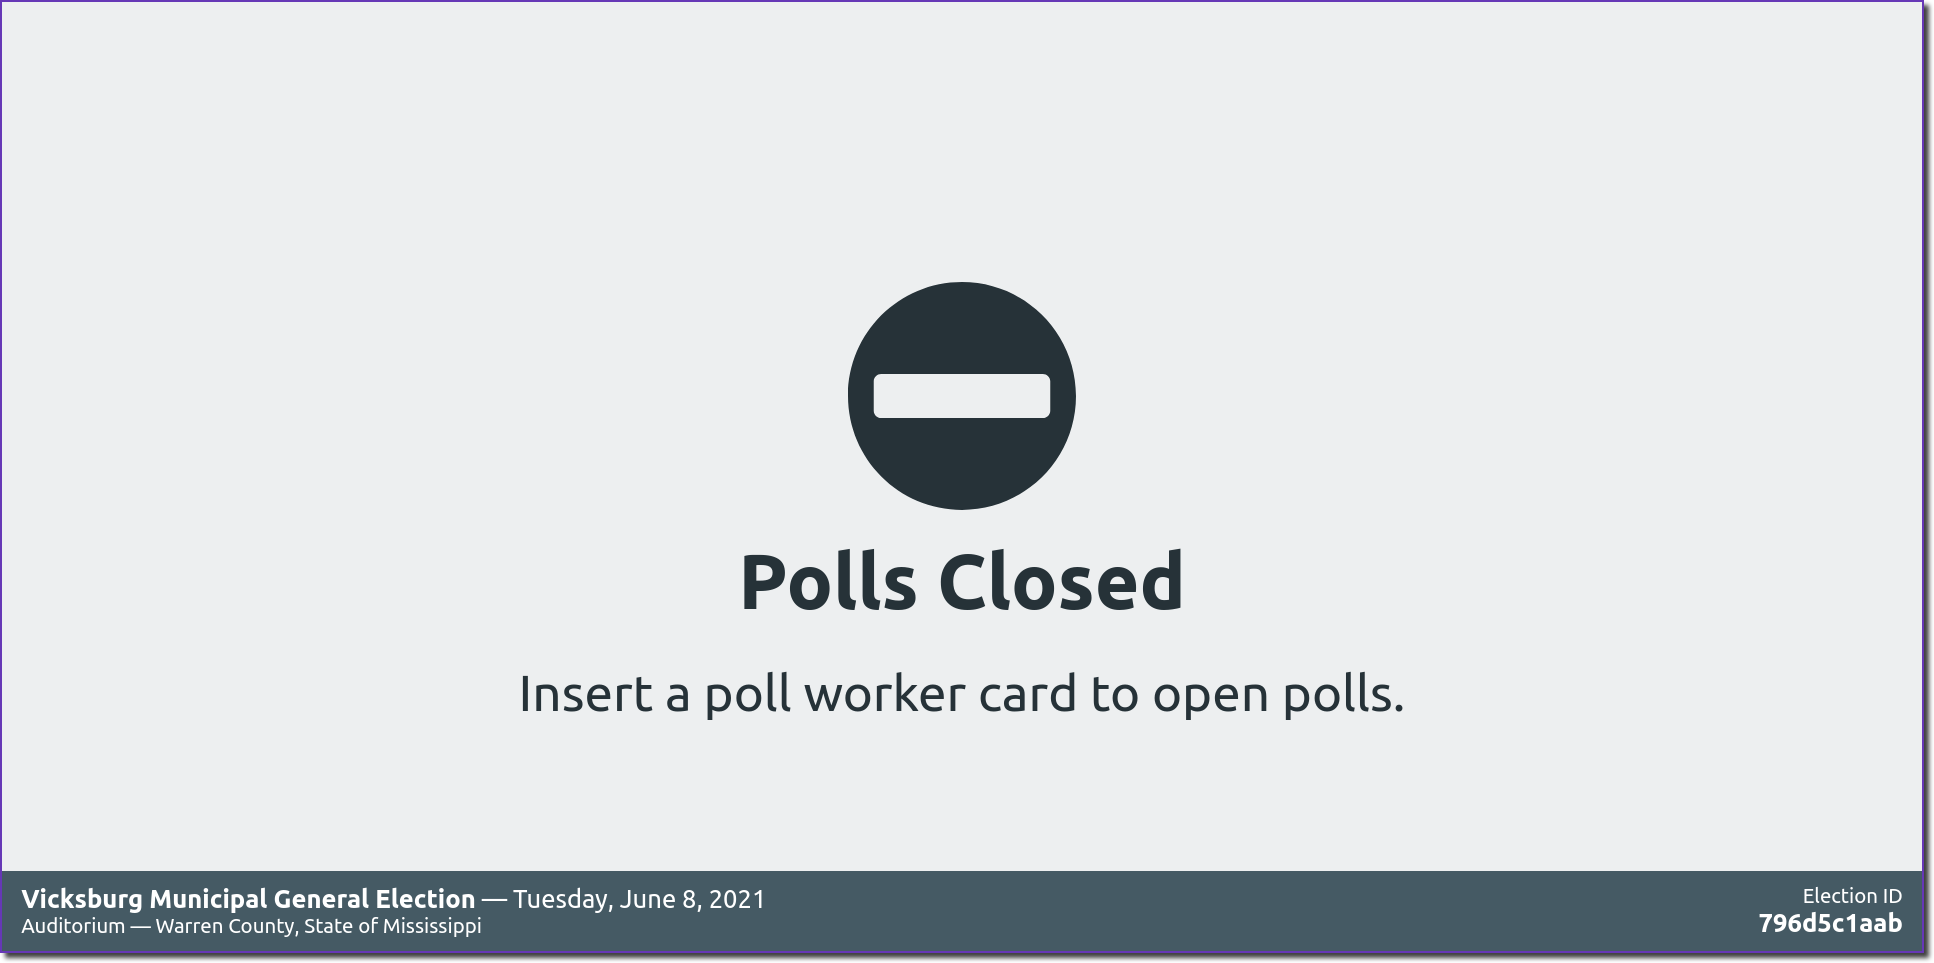 Polls Closed
Insert a poll worker card to open polls.
Vicksburg Municipal General Election — Tuesday, June 8, 2021
Auditorium — Warren County, State of Mississippi
Election ID
796d5c1aab